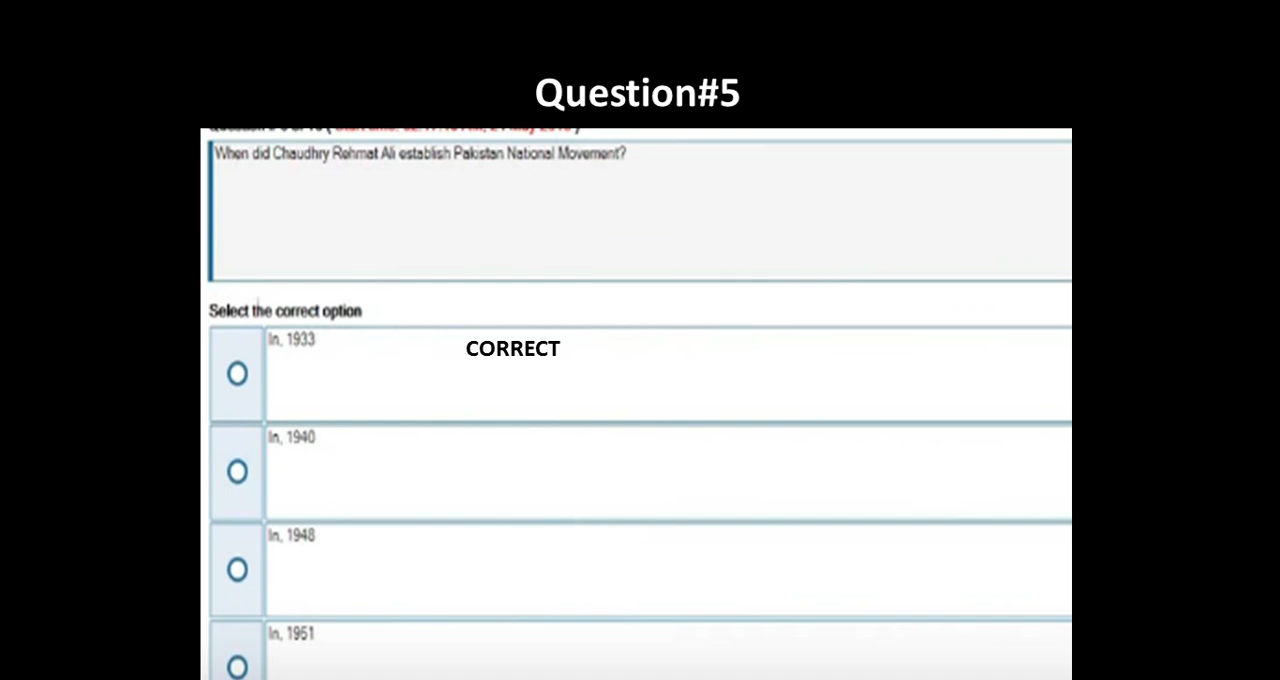 Question#5
When did Chaudhry Rehmat Ali establish Pakistan National Movement?
Select the correct option
In, 1933
CORRECT
In, 1940
In, 1948
In, 1951